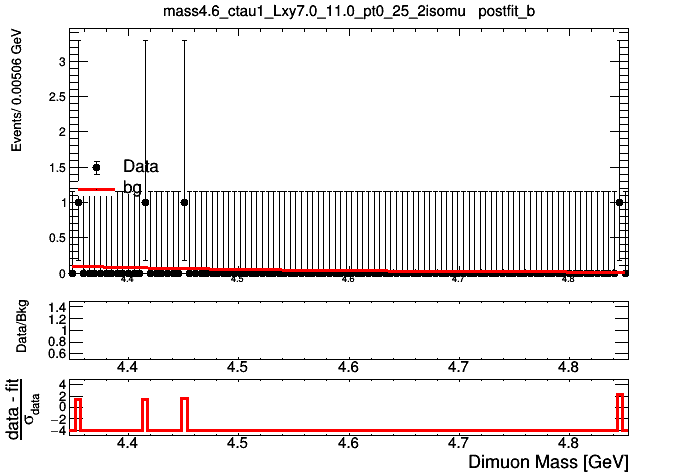 mass4.6_ctau1_Lxy7.0_11.0_pt0_25_2isomu postfit_b
Events/ 0.00506 GeV
3
2.5
2
1.5
1
0.5
0
Data
bg
4.4 4.5 4.6 4.7 4.8
Data/Bkg
1.4
1.2
1
0.8
0.6
4.4 4.5 4.6 4.7 4.8
data - fit
σdata
4
2
0
−2
−4
4.4 4.5 4.6 4.7 4.8
Dimuon Mass [GeV]